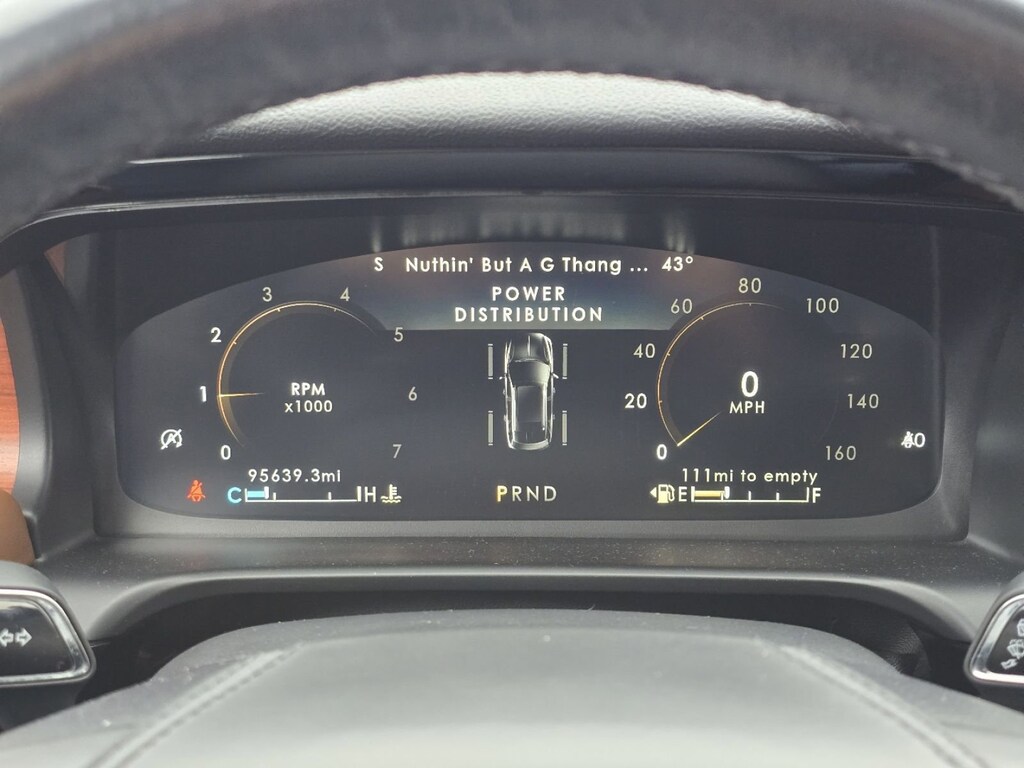 S Nuthin' But A G Thang ... 43°
POWER
DISTRIBUTION
0 1 2 3 4 5 6 7
RPM
x1000
0 20 40 60 80 100 120 140 160
0
MPH
A
95639.3mi
C H
PRND
111mi to empty
E F